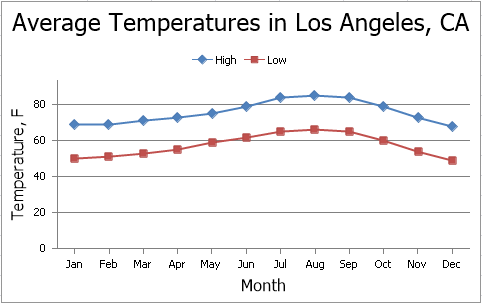 Average Temperatures in Los Angeles, CA
High Low
Temperature, F
80
60
40
20
0
Jan Feb Mar Apr May Jun Jul Aug Sep Oct Nov Dec
Month